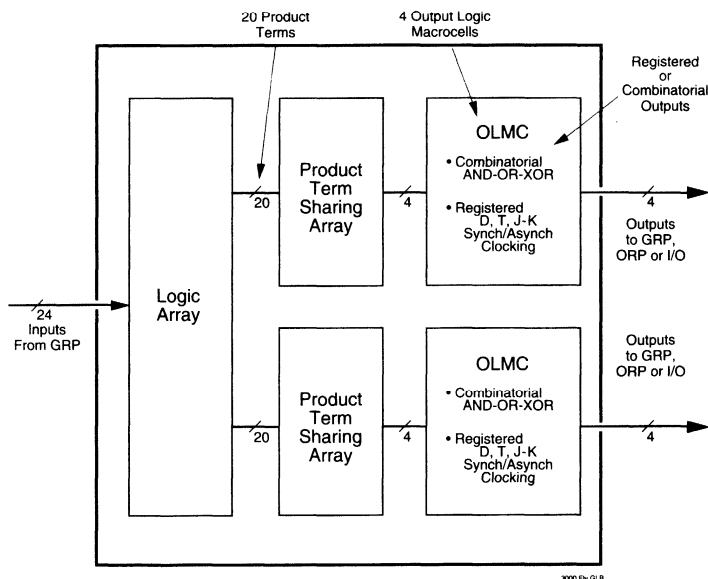 20 Product
Terms
4 Output Logic
Macrocells
Registered
or
Combinatorial
Outputs
24
Inputs
From GRP
Logic
Array
20
Product
Term
Sharing
Array
4
OLMC
• Combinatorial
AND-OR-XOR
• Registered
D, T, J-K
Synch/Asynch
Clocking
4
Outputs
to GRP,
ORP or I/O
20
Product
Term
Sharing
Array
4
OLMC
• Combinatorial
AND-OR-XOR
• Registered
D, T, J-K
Synch/Asynch
Clocking
Outputs
to GRP,
ORP or I/O
4